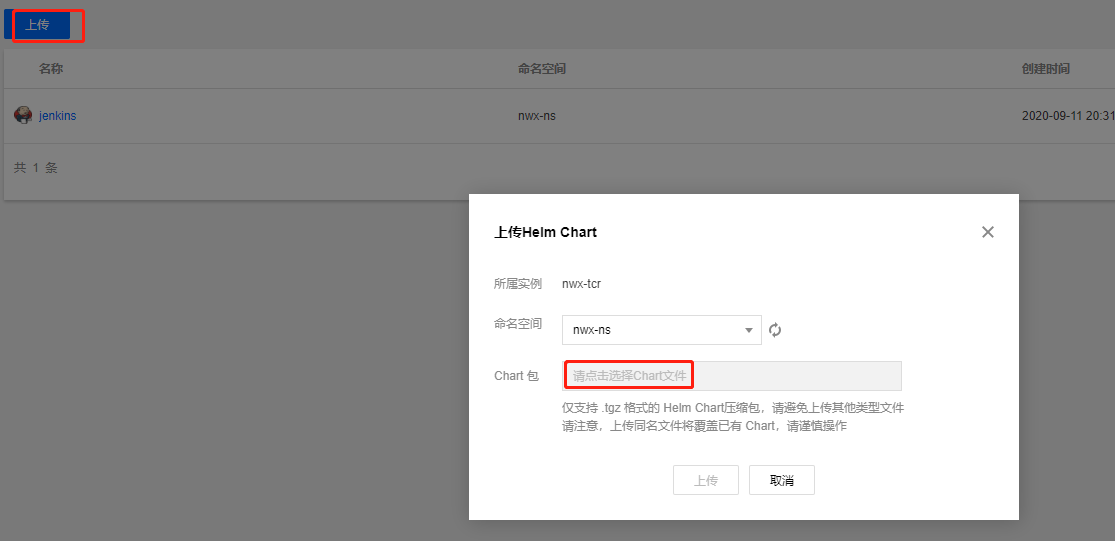 上传
名称 命名空间 创建时间
jenkins nwx-ns 2020-09-11 20:31
共 1 条
上传Helm Chart
所属实例 nwx-tcr
命名空间 nwx-ns
Chart 包 请点击选择Chart文件
仅支持 .tgz 格式的 Helm Chart压缩包，请避免上传其他类型文件
请注意，上传同名文件将覆盖已有 Chart，请谨慎操作
上传 取消